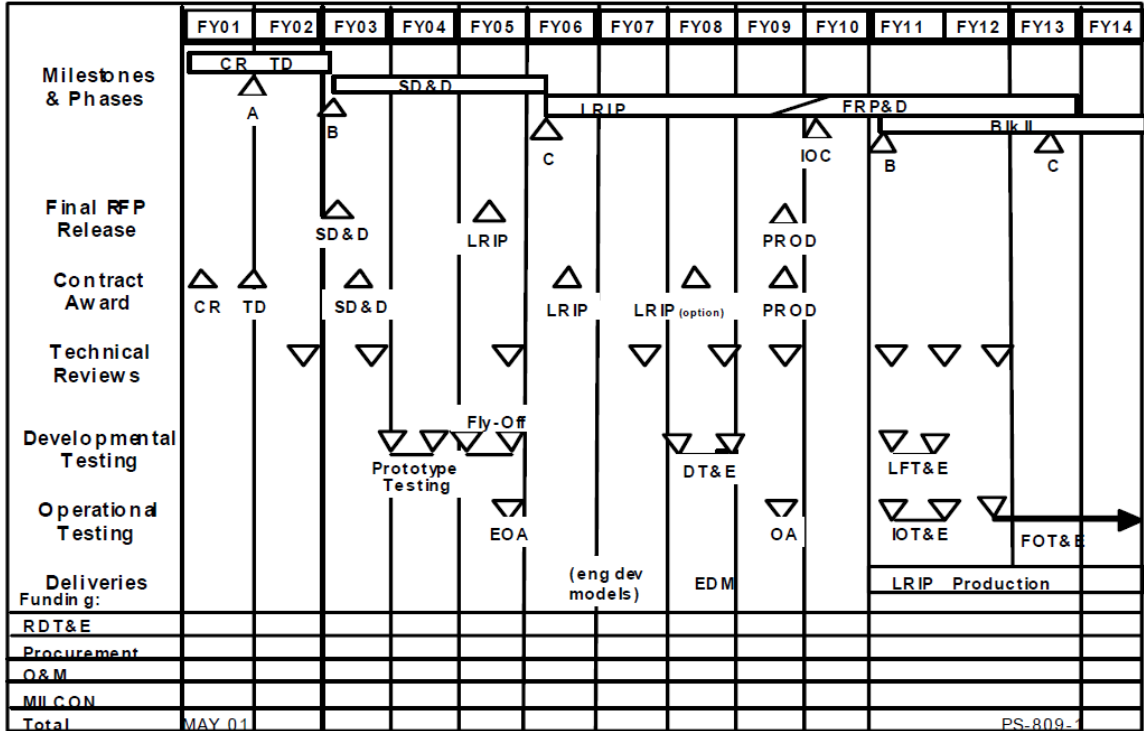 FY01 FY02 FY03 FY04 FY05 FY06 FY07 FY08 FY09 FY10 FY11 FY12 FY13 FY14
Milestones
& Phases
CR TD
SD&D
LRIP
FRP&D
Blk II
A
B
C
IOC
B
C
Final RFP
Release
SD&D
LRIP
PROD
Contract
Award
CR
TD
SD&D
LRIP
LRIP (option)
PROD
Technical
Reviews
Developmental
Testing
Fly-Off
Prototype
Testing
DT&E
LFT&E
Operational
Testing
EOA
OA
IOT&E
FOT&E
Deliveries
(eng dev
models)
EDM
LRIP Production
Funding:
RDT&E
Procurement
O&M
MILCON
Total
MAY 01
PS-809-1